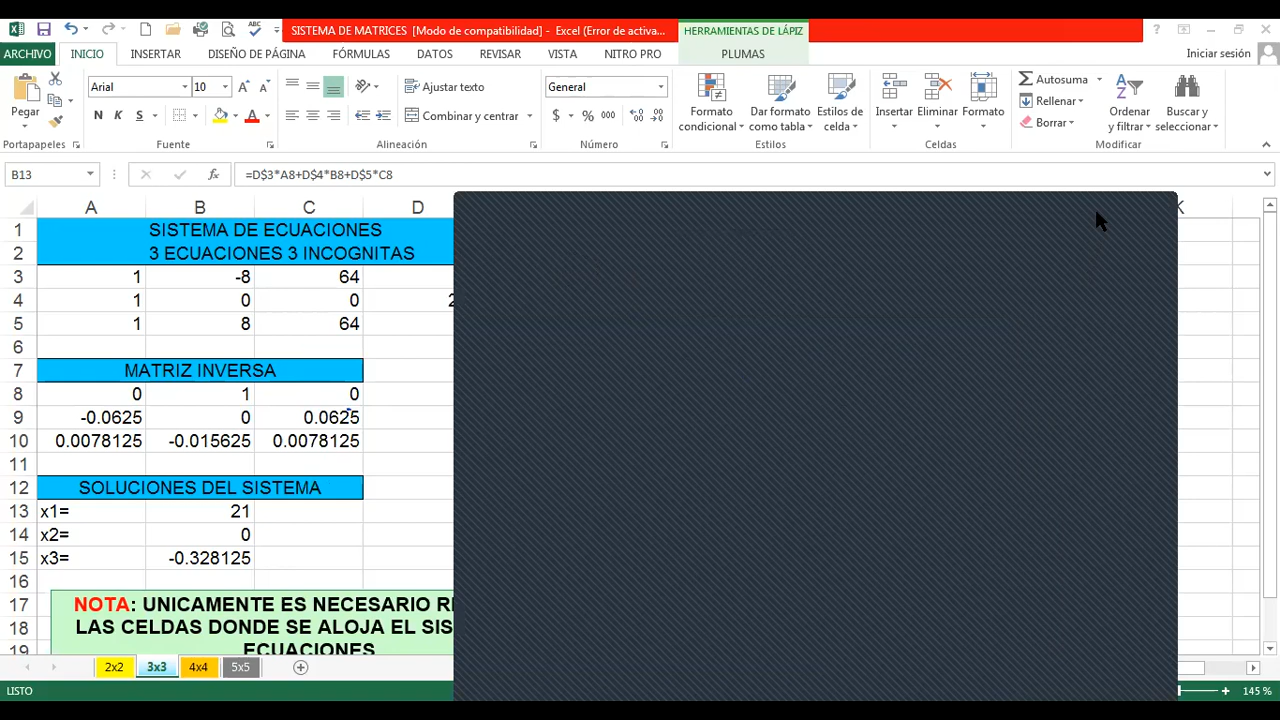 SISTEMA DE MATRICES [Modo de compatibilidad] - Excel (Error de activa...
HERRAMIENTAS DE LÁPIZ
ARCHIVO INICIO INSERTAR DISEÑO DE PÁGINA FÓRMULAS DATOS REVISAR VISTA NITRO PRO PLUMAS Iniciar sesión
Pegar
Portapapeles
Arial 10
N K S
Fuente
Ajustar texto
Combinar y centrar
Alineación
General
$ % 000
Número
Formato condicional
Dar formato como tabla
Estilos de celda
Estilos
Insertar Eliminar Formato
Celdas
Autosuma
Rellenar
Borrar
Ordenar y filtrar
Buscar y seleccionar
Modificar
B13 fx =D$3*A8+D$4*B8+D$5*C8
A B C D K
1 SISTEMA DE ECUACIONES
2 3 ECUACIONES 3 INCOGNITAS
3 1 -8 64
4 1 0 0 2
5 1 8 64
6
7 MATRIZ INVERSA
8 0 1 0
9 -0.0625 0 0.0625
10 0.0078125 -0.015625 0.0078125
11
12 SOLUCIONES DEL SISTEMA
13 x1= 21
14 x2= 0
15 x3= -0.328125
16
17 NOTA: UNICAMENTE ES NECESARIO RE
18 LAS CELDAS DONDE SE ALOJA EL SIS
19 ECUACIONES
2x2 3x3 4x4 5x5
LISTO 145 %